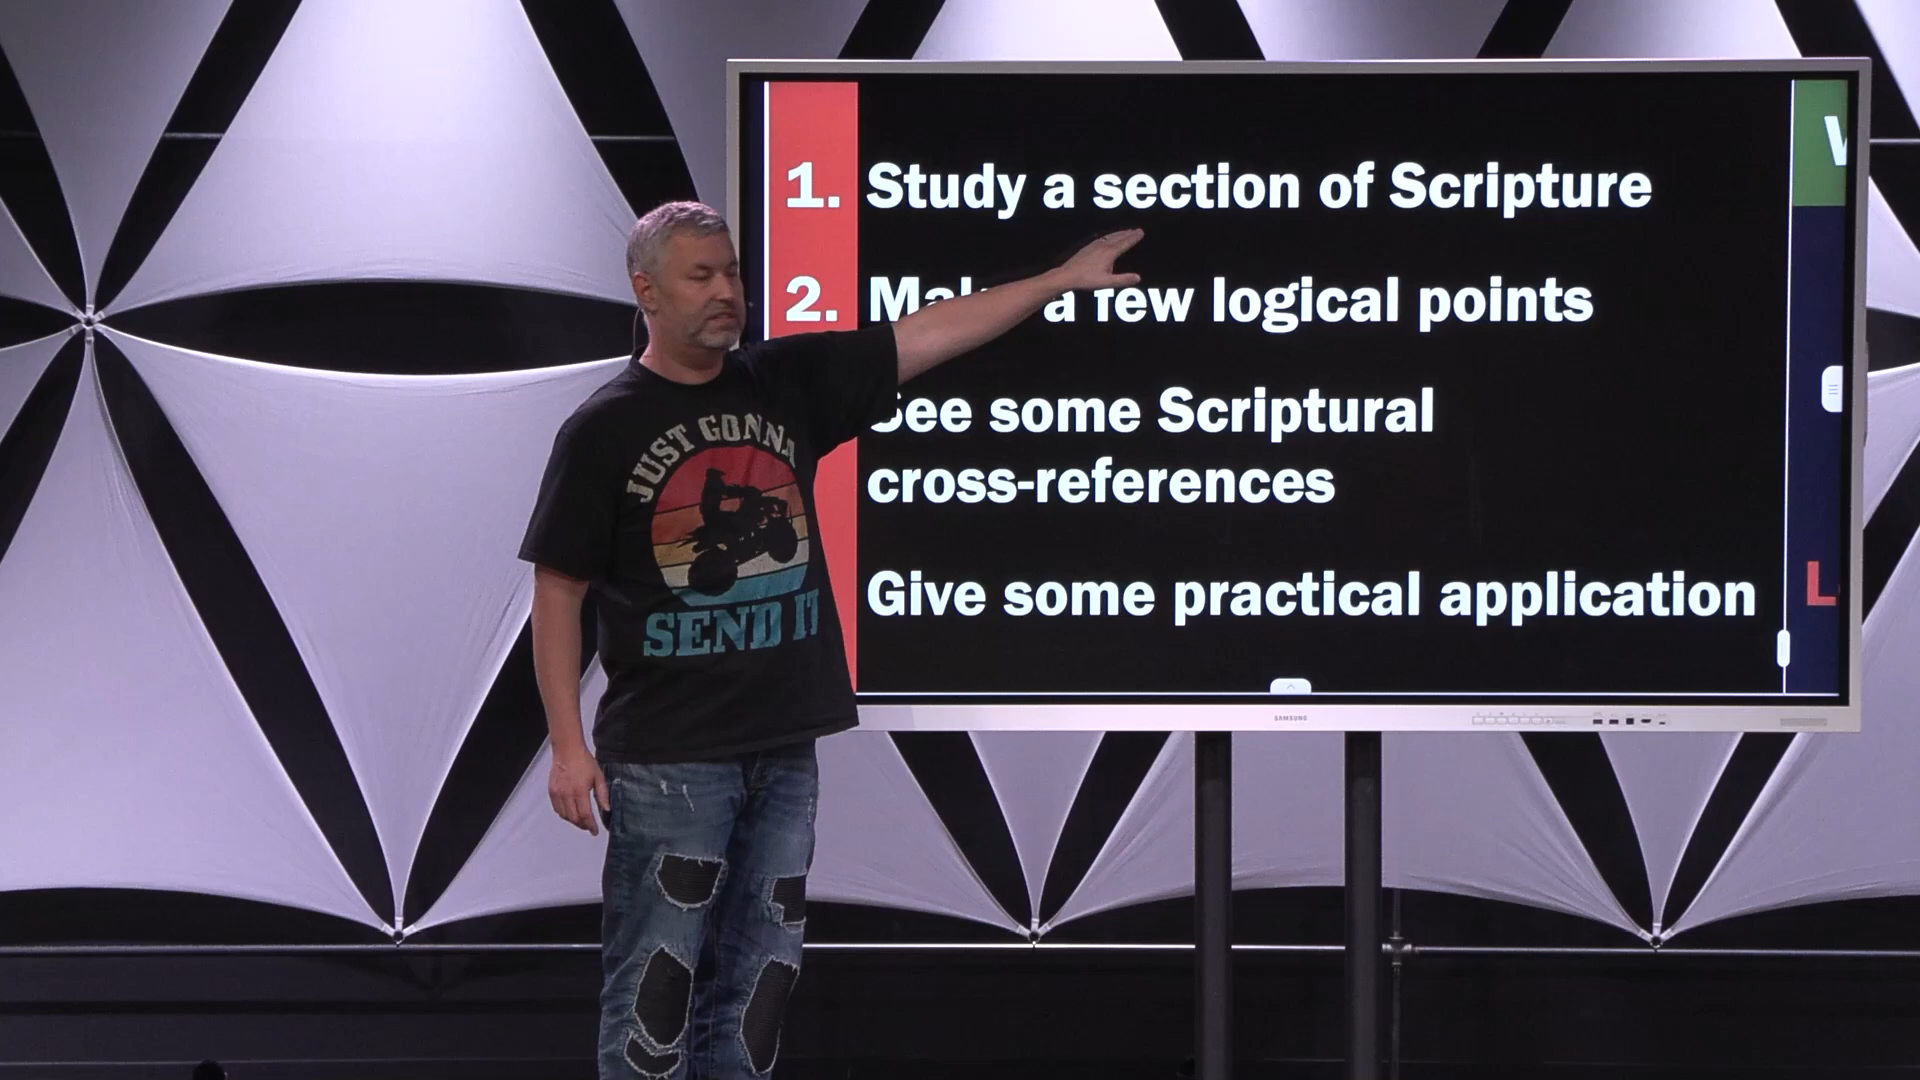 1. Study a section of Scripture
2. a few logical points
See some Scriptural
cross-references
Give some practical application
JUST GONNA
SEND IT
SAMSUNG